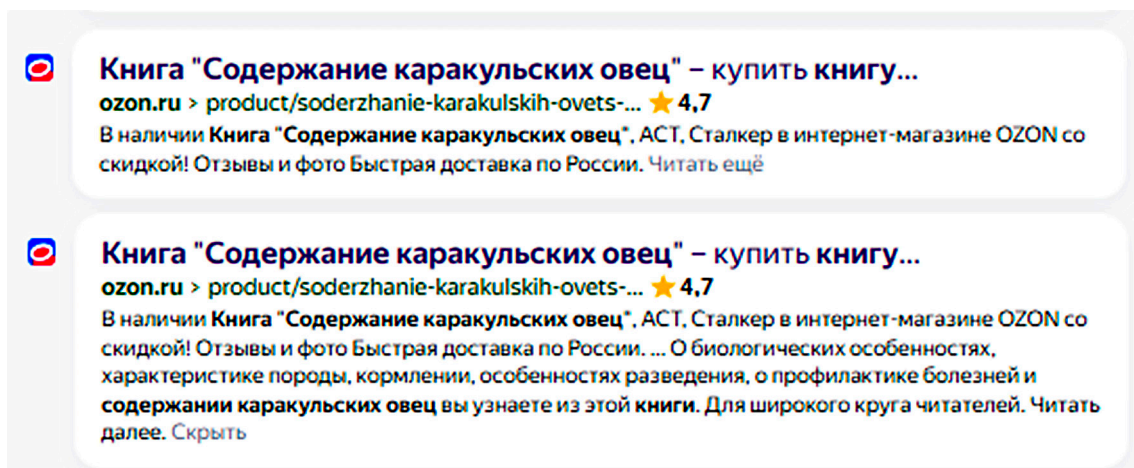 Книга "Содержание каракульских овец" – купить книгу...
ozon.ru > product/soderzhanie-karakulskih-ovets-... 4,7
В наличии Книга "Содержание каракульских овец", АСТ, Сталкер в интернет-магазине OZON со
скидкой! Отзывы и фото Быстрая доставка по России. Читать ещё
Книга "Содержание каракульских овец" – купить книгу...
ozon.ru > product/soderzhanie-karakulskih-ovets-... 4,7
В наличии Книга "Содержание каракульских овец", АСТ, Сталкер в интернет-магазине OZON со
скидкой! Отзывы и фото Быстрая доставка по России. ... О биологических особенностях,
характеристике породы, кормлении, особенностях разведения, о профилактике болезней и
содержании каракульских овец вы узнаете из этой книги. Для широкого круга читателей. Читать
далее. Скрыть